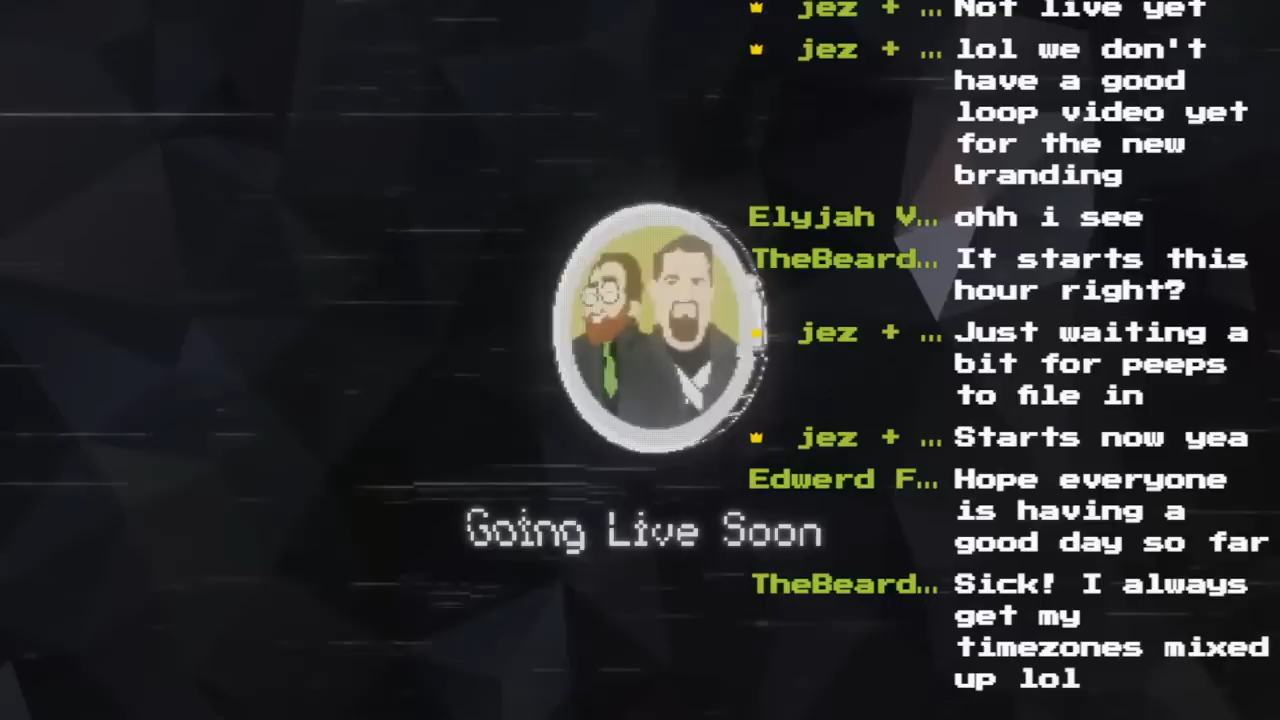 jez + ... Not live yet
jez + ... lol we don't
have a good
loop video yet
for the new
branding
Elyjah V... ohh i see
TheBeard... It starts this
hour right?
jez + ... Just waiting a
bit for peeps
to file in
jez + ... Starts now yea
Edwerd F... Hope everyone
is having a
good day so far
Going Live Soon
TheBeard... Sick! I always
get my
timezones mixed
up lol